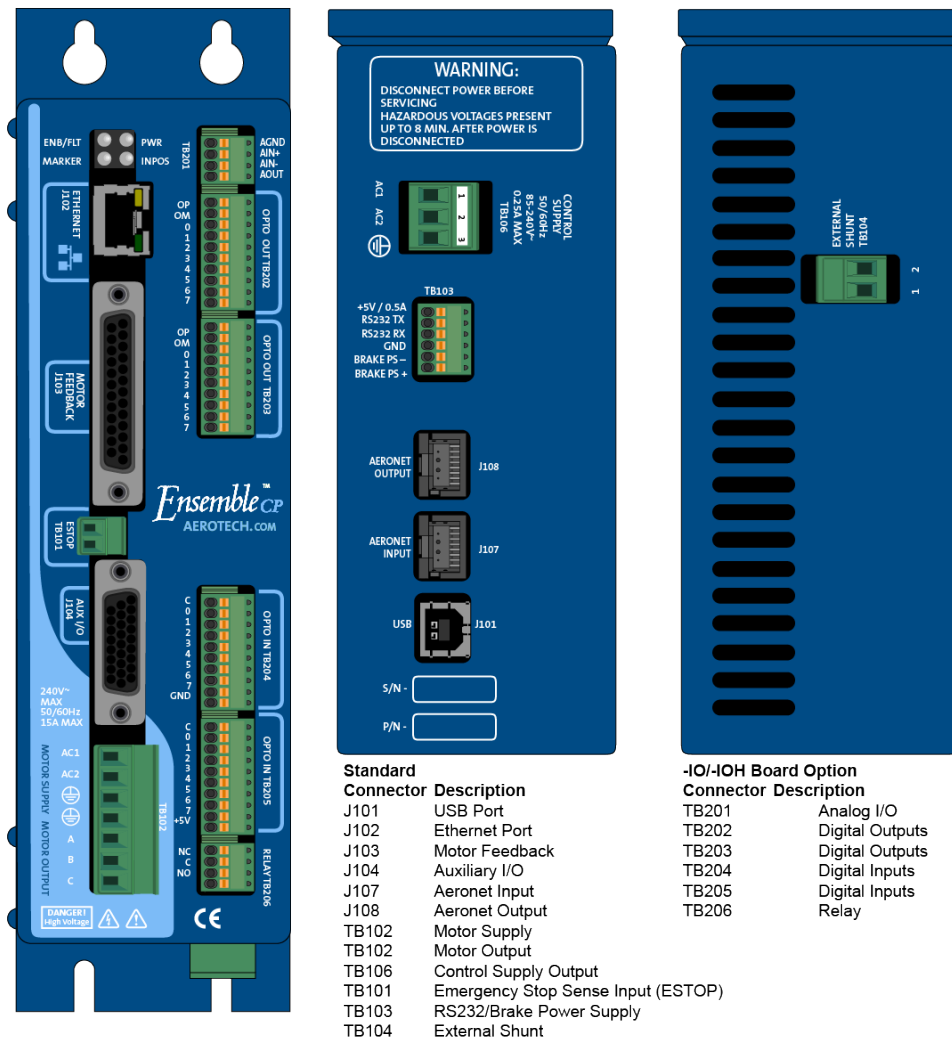 ENB/FLT
PWR
MARKER
INPOS
ETHERNET
J102
MOTOR
FEEDBACK
J103
ESTOP
TB101
AUX I/O
J104
240V~
MAX
50/60Hz
15A MAX
MOTOR SUPPLY
MOTOR OUTPUT
AC1
AC2
A
B
C
TB102
DANGER!
High Voltage
TB201
AGND
AIN+
AIN-
AOUT
OP
OM
0
1
2
3
4
5
6
7
OPTO OUT TB202
OP
OM
0
1
2
3
4
5
6
7
OPTO OUT TB203
Ensemble™ CP
AEROTECH.COM
C
0
1
2
3
4
5
6
7
GND
OPTO IN TB204
C
0
1
2
3
4
5
6
7
+5V
OPTO IN TB205
NC
C
NO
RELAY TB206
CE
WARNING:
DISCONNECT POWER BEFORE
SERVICING
HAZARDOUS VOLTAGES PRESENT
UP TO 8 MIN. AFTER POWER IS
DISCONNECTED
AC1
AC2
1
2
3
CONTROL
SUPPLY
50/60Hz
85-240V~
0.25A MAX
TB106
TB103
+5V / 0.5A
RS232 TX
RS232 RX
GND
BRAKE PS –
BRAKE PS +
AERONET
OUTPUT
J108
AERONET
INPUT
J107
USB
J101
S/N -
P/N -
EXTERNAL
SHUNT
TB104
2
1
Standard
Connector Description
J101 USB Port
J102 Ethernet Port
J103 Motor Feedback
J104 Auxiliary I/O
J107 Aeronet Input
J108 Aeronet Output
TB102 Motor Supply
TB102 Motor Output
TB106 Control Supply Output
TB101 Emergency Stop Sense Input (ESTOP)
TB103 RS232/Brake Power Supply
TB104 External Shunt
-IO/-IOH Board Option
Connector Description
TB201 Analog I/O
TB202 Digital Outputs
TB203 Digital Outputs
TB204 Digital Inputs
TB205 Digital Inputs
TB206 Relay